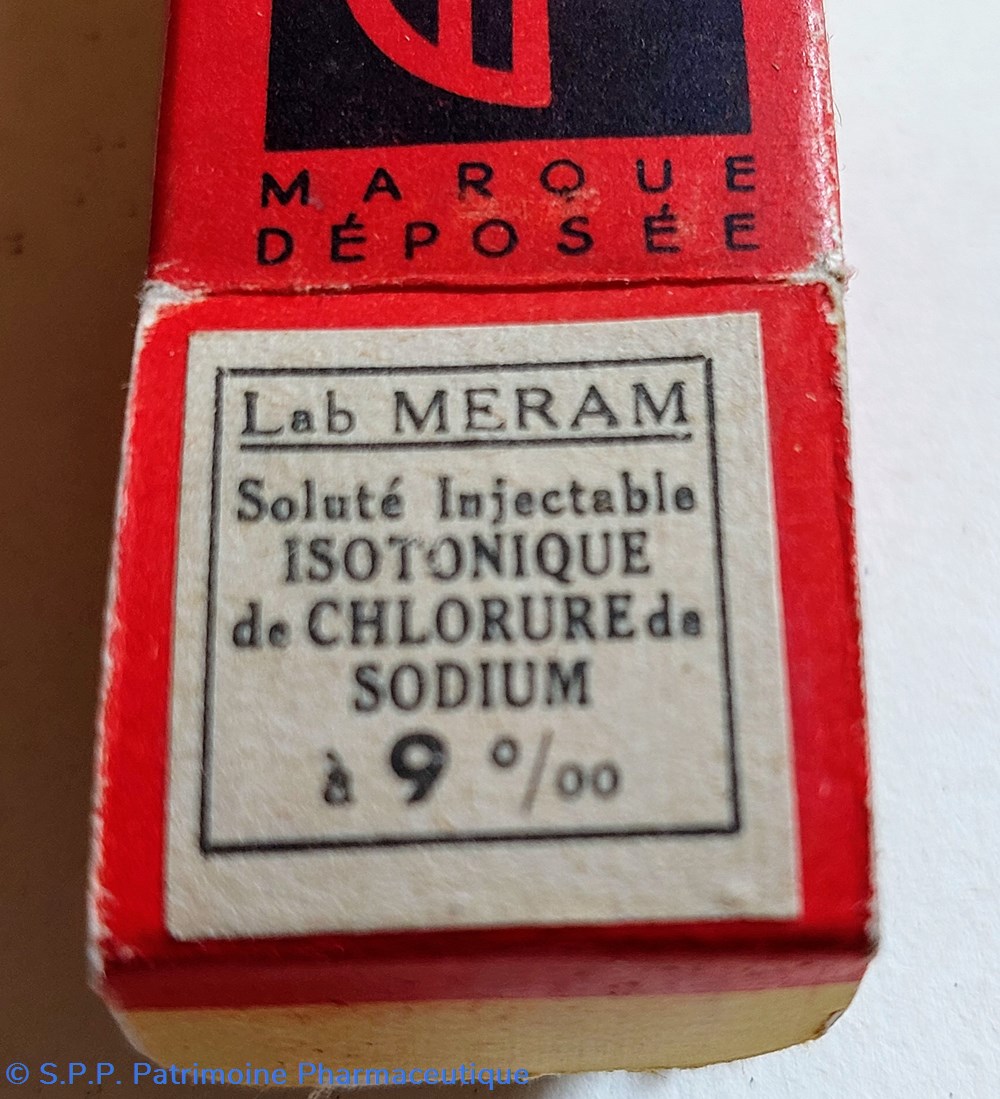 MARQUE
DÉPOSÉE
Lab MERAM
Soluté Injectable
ISOTONIQUE
de CHLORURE de
SODIUM
à 9 °/oo
© S.P.P. Patrimoine Pharmaceutique